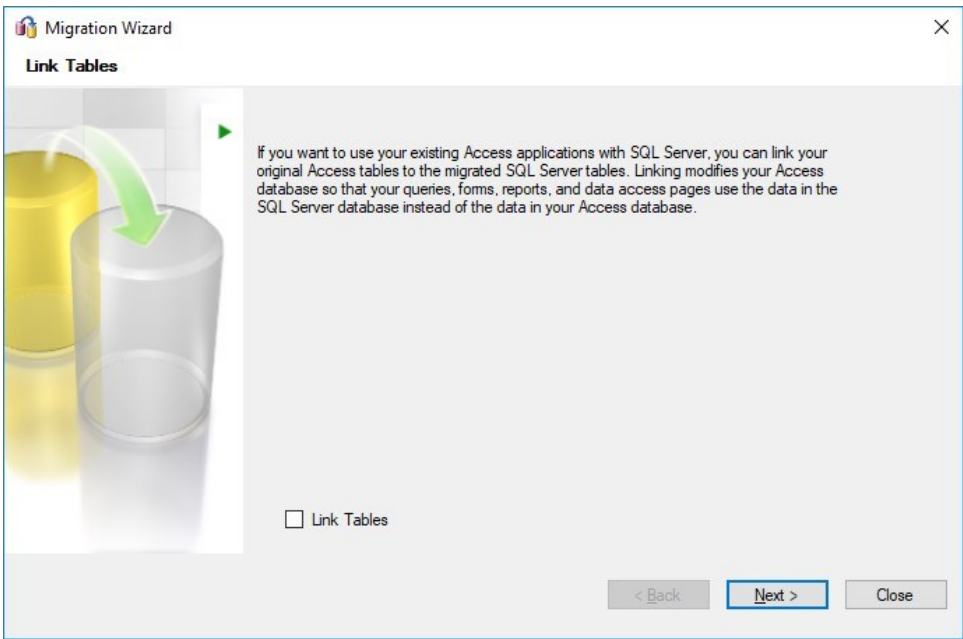 Migration Wizard
Link Tables
If you want to use your existing Access applications with SQL Server, you can link your
original Access tables to the migrated SQL Server tables. Linking modifies your Access
database so that your queries, forms, reports, and data access pages use the data in the
SQL Server database instead of the data in your Access database.
Link Tables
< Back
Next >
Close